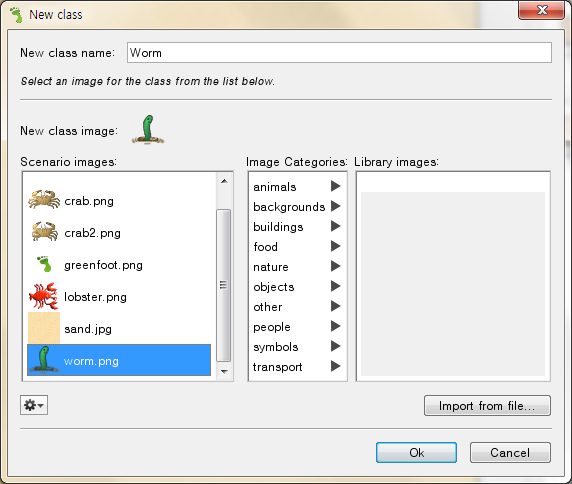 New class
New class name: Worm
Select an image for the class from the list below.
New class image:
Scenario images:
Image Categories:
Library images:
crab.png
crab2.png
greenfoot.png
lobster.png
sand.jpg
worm.png
animals
backgrounds
buildings
food
nature
objects
other
people
symbols
transport
Import from file...
Ok
Cancel